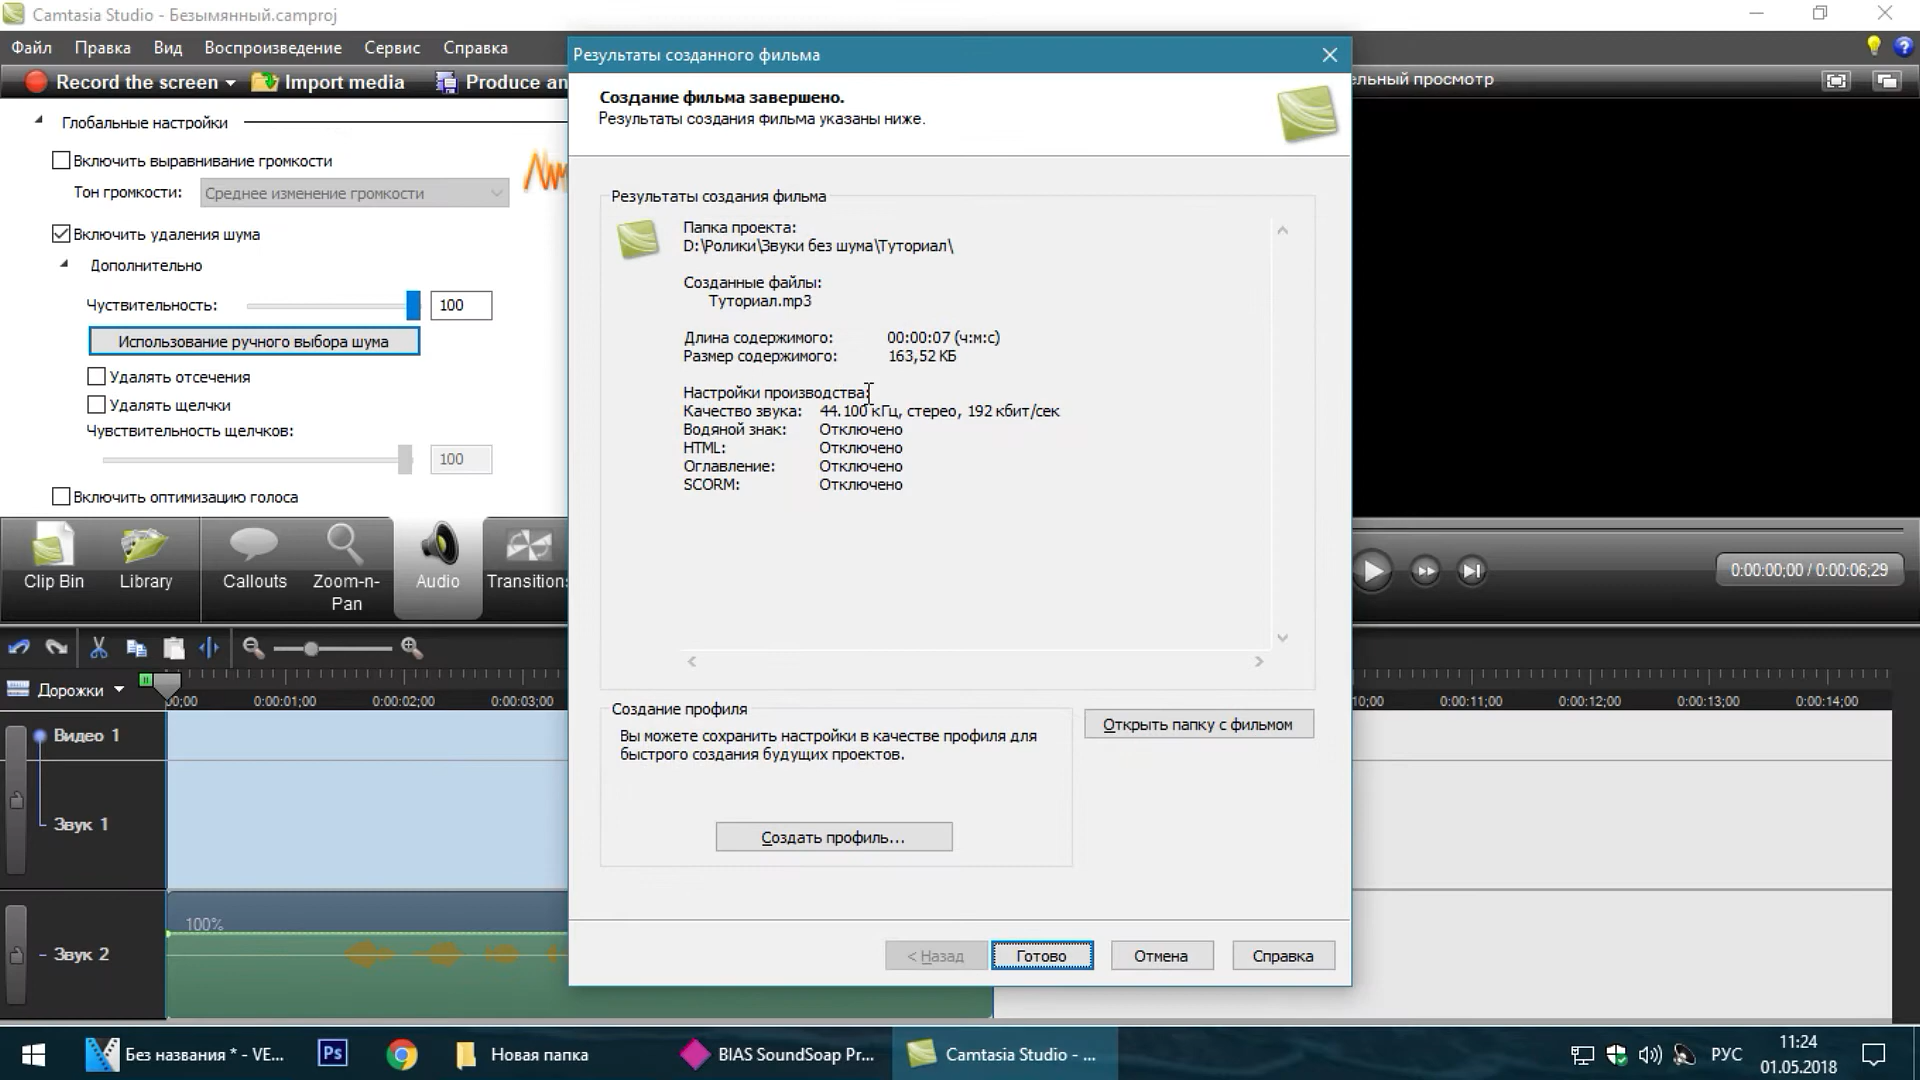 Camtasia Studio - Безымянный.camproj
Файл Правка Вид Воспроизведение Сервис Справка
Record the screen Import media Produce an
ельный просмотр
Глобальные настройки
Включить выравнивание громкости
Тон громкости: Среднее изменение громкости
Включить удаления шума
Дополнительно
Чуствительность: 100
Использование ручного выбора шума
Удалять отсечения
Удалять щелчки
Чувствительность щелчков:
100
Включить оптимизацию голоса
Clip Bin Library Callouts Zoom-n-Pan Audio Transitions
Результаты созданного фильма
Создание фильма завершено.
Результаты создания фильма указаны ниже.
Результаты создания фильма
Папка проекта:
D:\Ролики\Звуки без шума\Туториал\
Созданные файлы:
Туториал.mp3
Длина содержимого: 00:00:07 (ч:м:с)
Размер содержимого: 163,52 КБ
Настройки производства:
Качество звука: 44.100 кГц, стерео, 192 кбит/сек
Водяной знак: Отключено
HTML: Отключено
Оглавление: Отключено
SCORM: Отключено
Создание профиля
Вы можете сохранить настройки в качестве профиля для
быстрого создания будущих проектов.
Создать профиль...
Открыть папку с фильмом
< Назад Готово Отмена Справка
0:00:00;00 / 0:00:06;29
Дорожки
00;00 0:00:01;00 0:00:02;00 0:00:03;00 10;00 0:00:11;00 0:00:12;00 0:00:13;00 0:00:14;00
Видео 1
Звук 1
100%
Звук 2
Без названия * - VE...
Ps
Новая папка
BIAS SoundSoap Pr...
Camtasia Studio - ...
РУС
11:24
01.05.2018